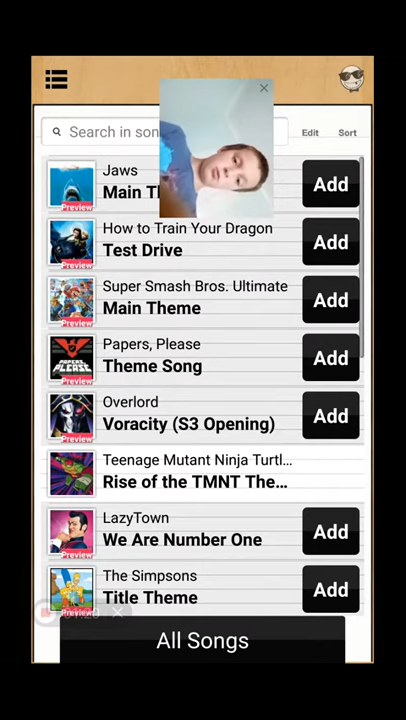 Search in son
Edit
Sort
Jaws
Main Th
Preview
Add
How to Train Your Dragon
Test Drive
Preview
Add
Super Smash Bros. Ultimate
Main Theme
Preview
Add
Papers, Please
Theme Song
PAPERS,
PLEASE
Preview
Add
Overlord
Voracity (S3 Opening)
Preview
Add
Teenage Mutant Ninja Turtl...
Rise of the TMNT The...
LazyTown
We Are Number One
Preview
Add
The Simpsons
Title Theme
Preview
Add
All Songs